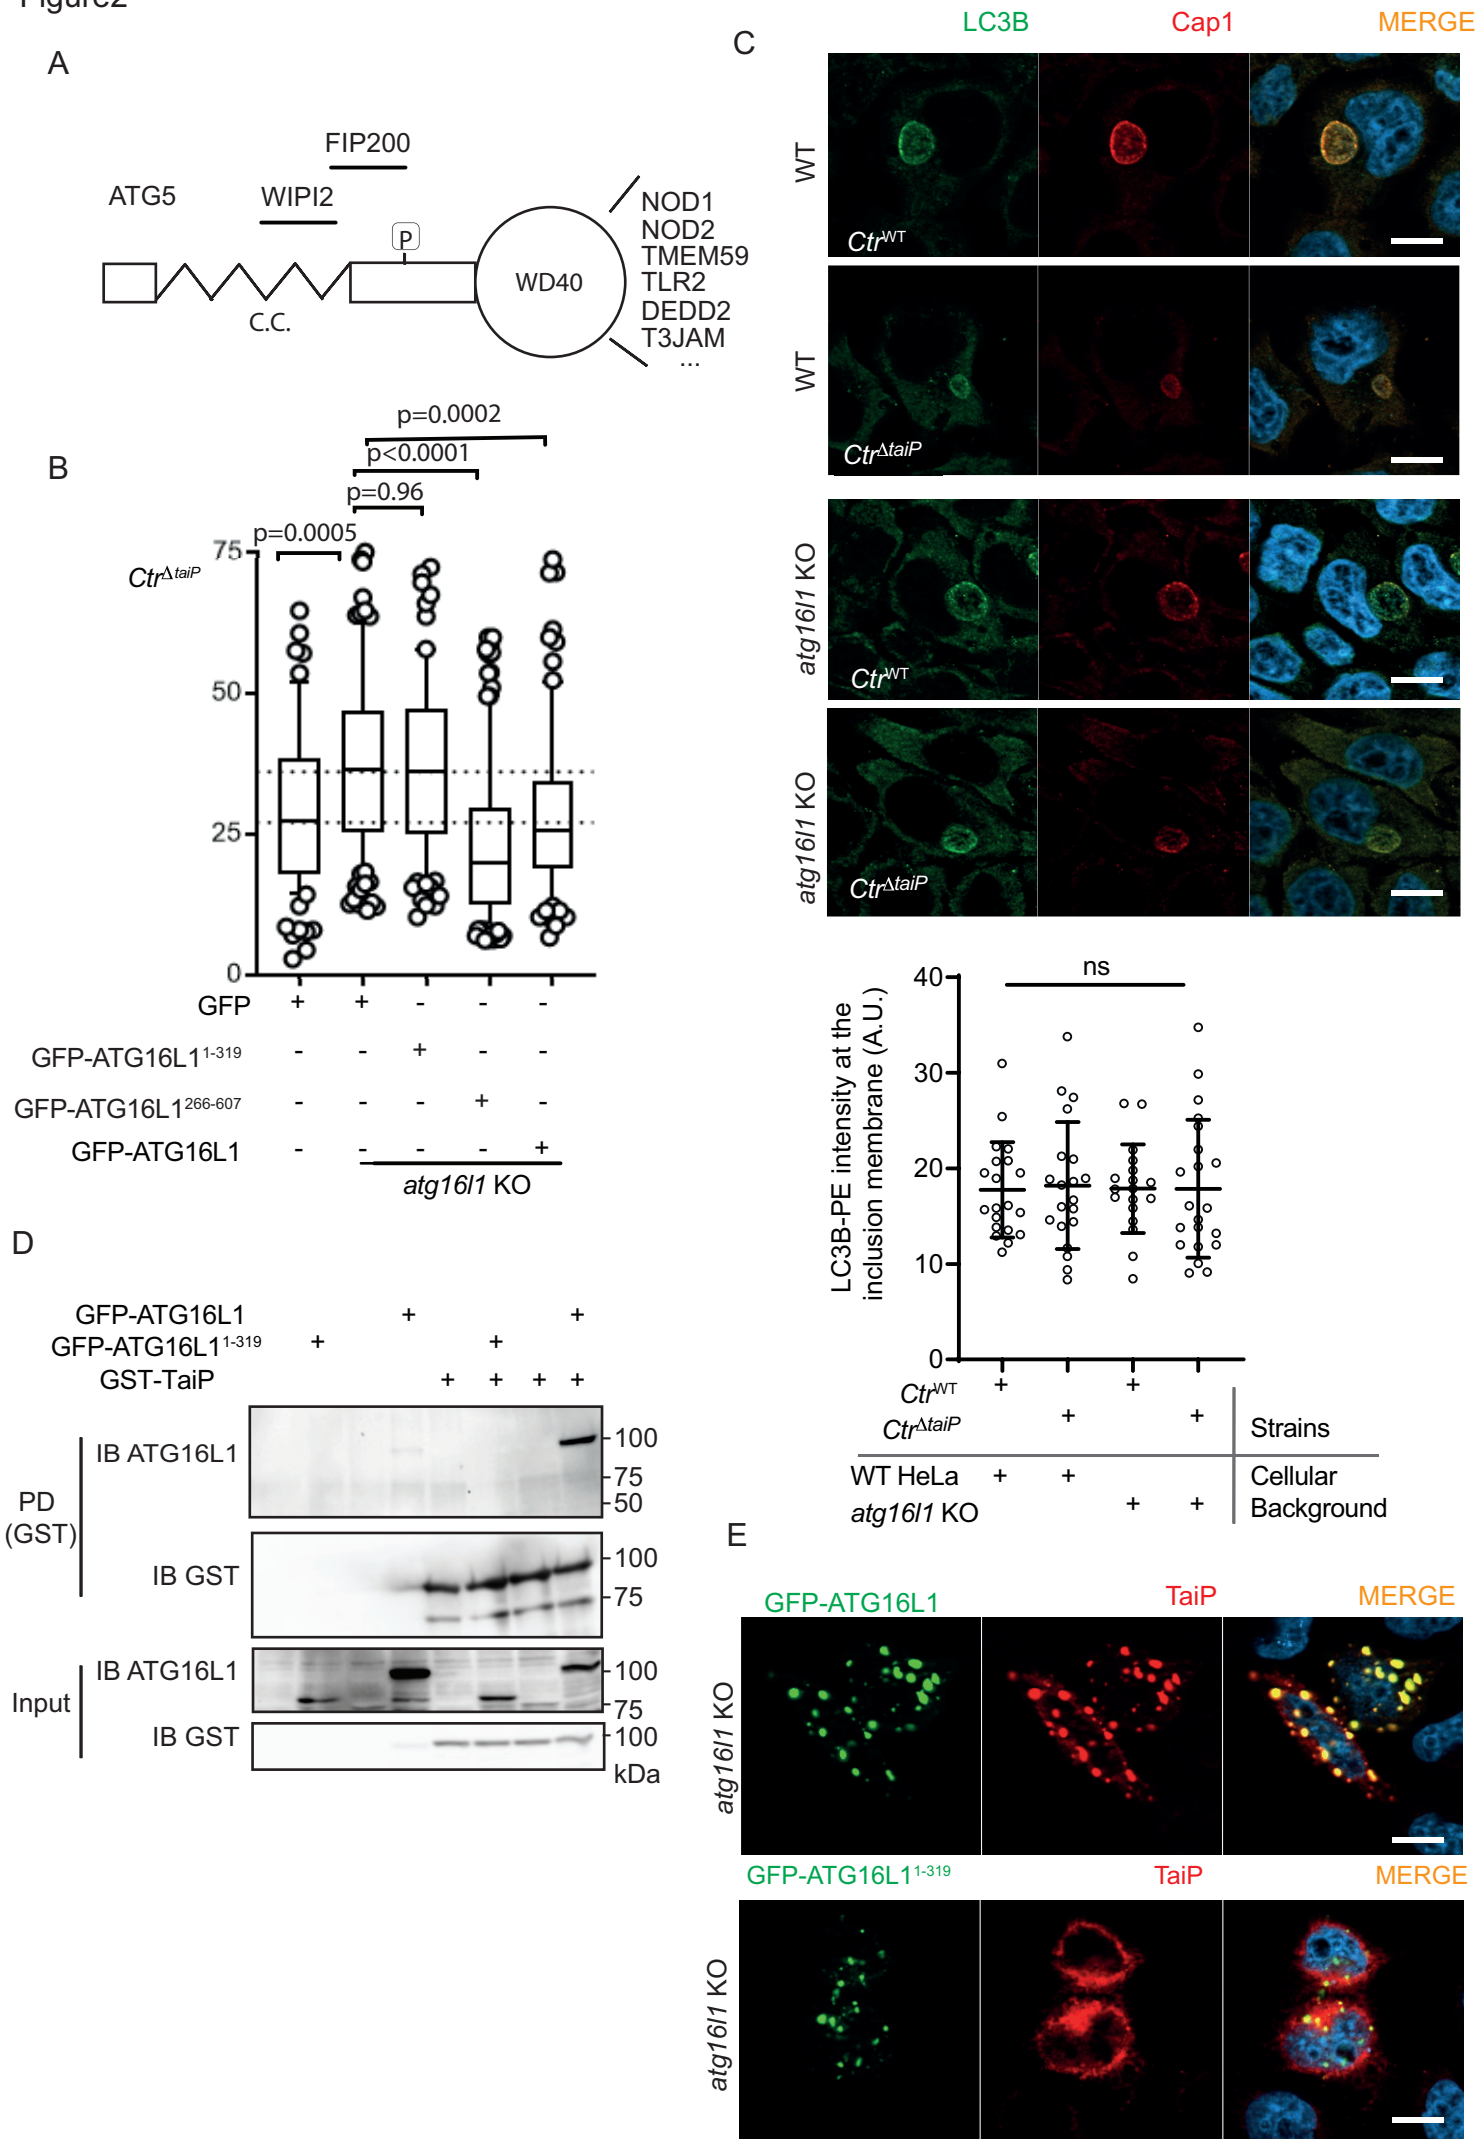 Figure2
A
FIP200
ATG5
WIPI2
P
C.C.
WD40
NOD1
NOD2
TMEM59
TLR2
DEDD2
T3JAM
...
B
p=0.0002
p<0.0001
p=0.96
p=0.0005
Ctr^ΔtaiP
75
50
25
0
GFP + + - - -
GFP-ATG16L1^1-319 - - + - -
GFP-ATG16L1^266-607 - - - + -
GFP-ATG16L1 - - - - +
atg16l1 KO
C
LC3B Cap1 MERGE
WT
Ctr^WT
WT
Ctr^ΔtaiP
atg16l1 KO
Ctr^WT
atg16l1 KO
Ctr^ΔtaiP
ns
LC3B-PE intensity at the
inclusion membrane (A.U.)
40
30
20
10
0
Ctr^WT + +
Ctr^ΔtaiP + + Strains
WT HeLa + + Cellular
atg16l1 KO + + Background
D
GFP-ATG16L1 + +
GFP-ATG16L1^1-319 + +
GST-TaiP + + + +
PD
(GST)
IB ATG16L1
100
75
50
IB GST
100
75
Input
IB ATG16L1
100
75
IB GST
100
kDa
E
GFP-ATG16L1 TaiP MERGE
atg16l1 KO
GFP-ATG16L1^1-319 TaiP MERGE
atg16l1 KO